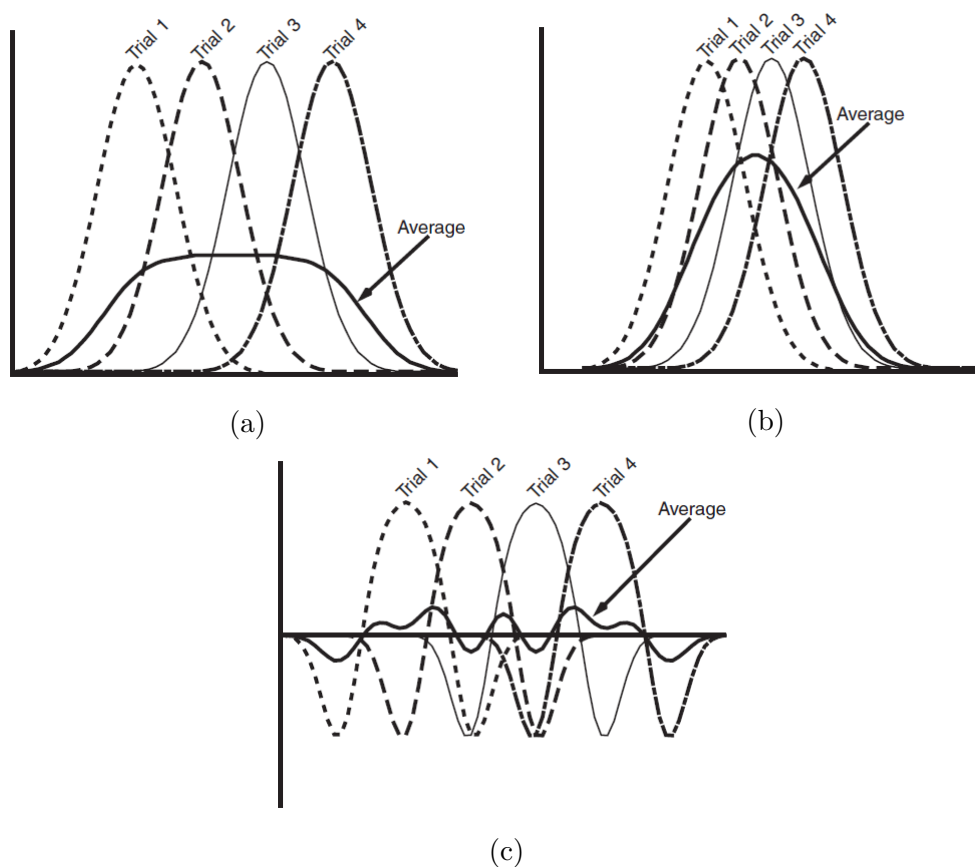 Trial 1
Trial 2
Trial 3
Trial 4
Average
(a)
Trial 1
Trial 2
Trial 3
Trial 4
Average
(b)
Trial 1
Trial 2
Trial 3
Trial 4
Average
(c)